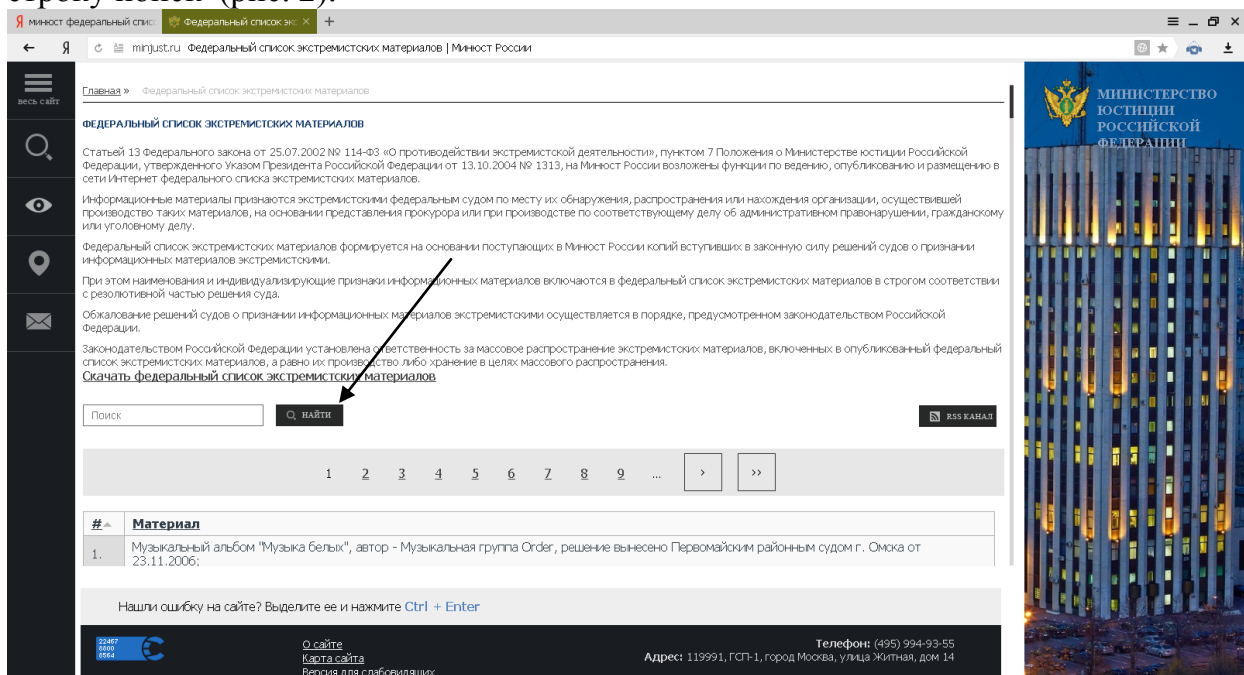 строку поиск (рис. 2).
Я минюст федеральный спис
Федеральный список экс × +
← Я minjust.ru Федеральный список экстремистских материалов | Минюст России
весь сайт
МИНИСТЕРСТВО
ЮСТИЦИИ
РОССИЙСКОЙ
ФЕДЕРАЦИИ
Главная » Федеральный список экстремистских материалов
ФЕДЕРАЛЬНЫЙ СПИСОК ЭКСТРЕМИСТСКИХ МАТЕРИАЛОВ
Статьей 13 Федерального закона от 25.07.2002 № 114-ФЗ «О противодействии экстремистской деятельности», пунктом 7 Положения о Министерстве юстиции Российской
Федерации, утвержденного Указом Президента Российской Федерации от 13.10.2004 № 1313, на Минюст России возложены функции по ведению, опубликованию и размещению в
сети Интернет федерального списка экстремистских материалов.
Информационные материалы признаются экстремистскими федеральным судом по месту их обнаружения, распространения или нахождения организации, осуществившей
производство таких материалов, на основании представления прокурора или при производстве по соответствующему делу об административном правонарушении, гражданскому
или уголовному делу.
Федеральный список экстремистских материалов формируется на основании поступающих в Минюст России копий вступивших в законную силу решений судов о признании
информационных материалов экстремистскими.
При этом наименования и индивидуализирующие признаки информационных материалов включаются в федеральный список экстремистских материалов в строгом соответствии
с резолютивной частью решения суда.
Обжалование решений судов о признании информационных материалов экстремистскими осуществляется в порядке, предусмотренном законодательством Российской
Федерации.
Законодательством Российской Федерации установлена ответственность за массовое распространение экстремистских материалов, включенных в опубликованный федеральный
список экстремистских материалов, а равно их производство либо хранение в целях массового распространения.
Скачать федеральный список экстремистских материалов
Поиск НАЙТИ RSS КАНАЛ
1 2 3 4 5 6 7 8 9 ... > >>
# Материал
1. Музыкальный альбом "Музыка белых", автор - Музыкальная группа Order, решение вынесено Первомайским районным судом г. Омска от
23.11.2006;
Нашли ошибку на сайте? Выделите ее и нажмите Ctrl + Enter
22467
8800
8564
О сайте
Карта сайта
Версия для слабовидящих
Телефон: (495) 994-93-55
Адрес: 119991, ГСП-1, город Москва, улица Житная, дом 14